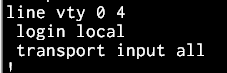 line vty 0 4
 login local
 transport input all
!